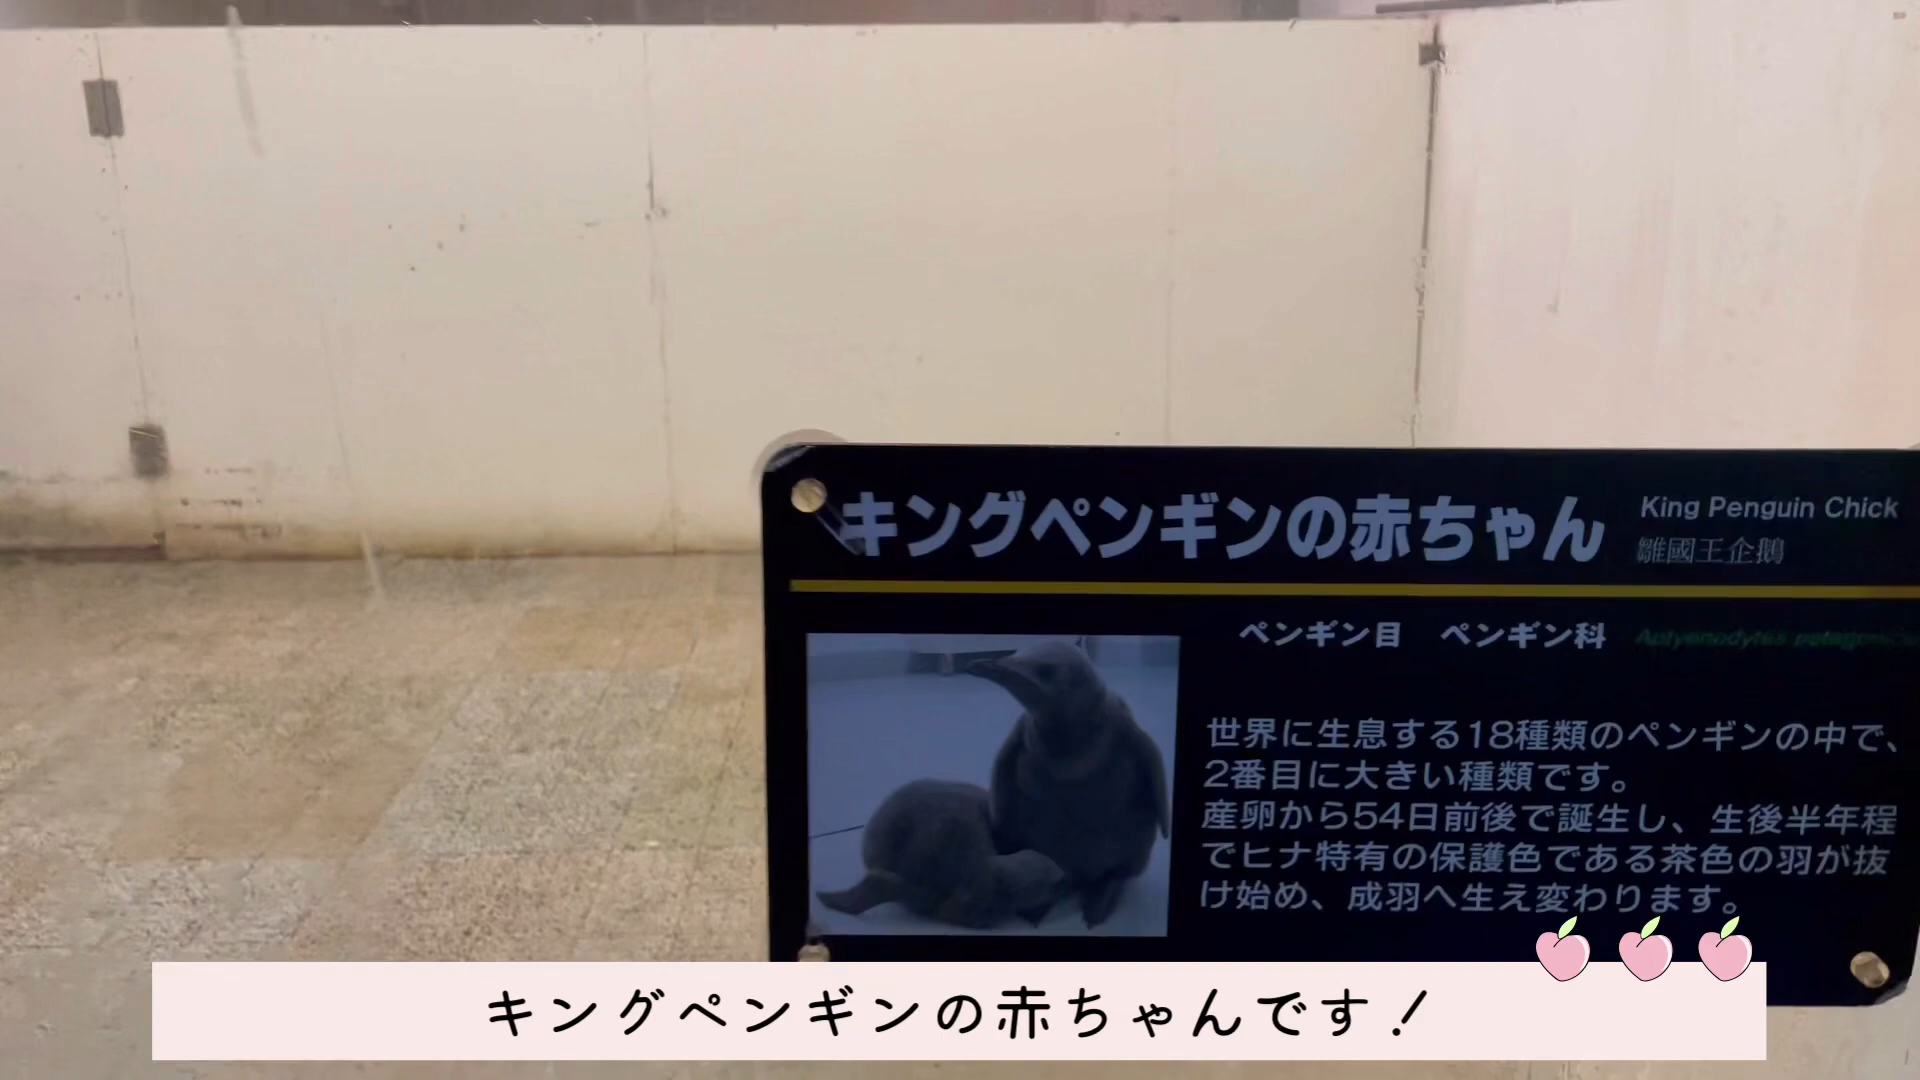 キングペンギンの赤ちゃん
King Penguin Chick
雛國王企鵝
ペンギン目 ペンギン科
世界に生息する18種類のペンギンの中で、
2番目に大きい種類です。
産卵から54日前後で誕生し、生後半年程
でヒナ特有の保護色である茶色の羽が抜
け始め、成羽へ生え変わります。
キングペンギンの赤ちゃんです！